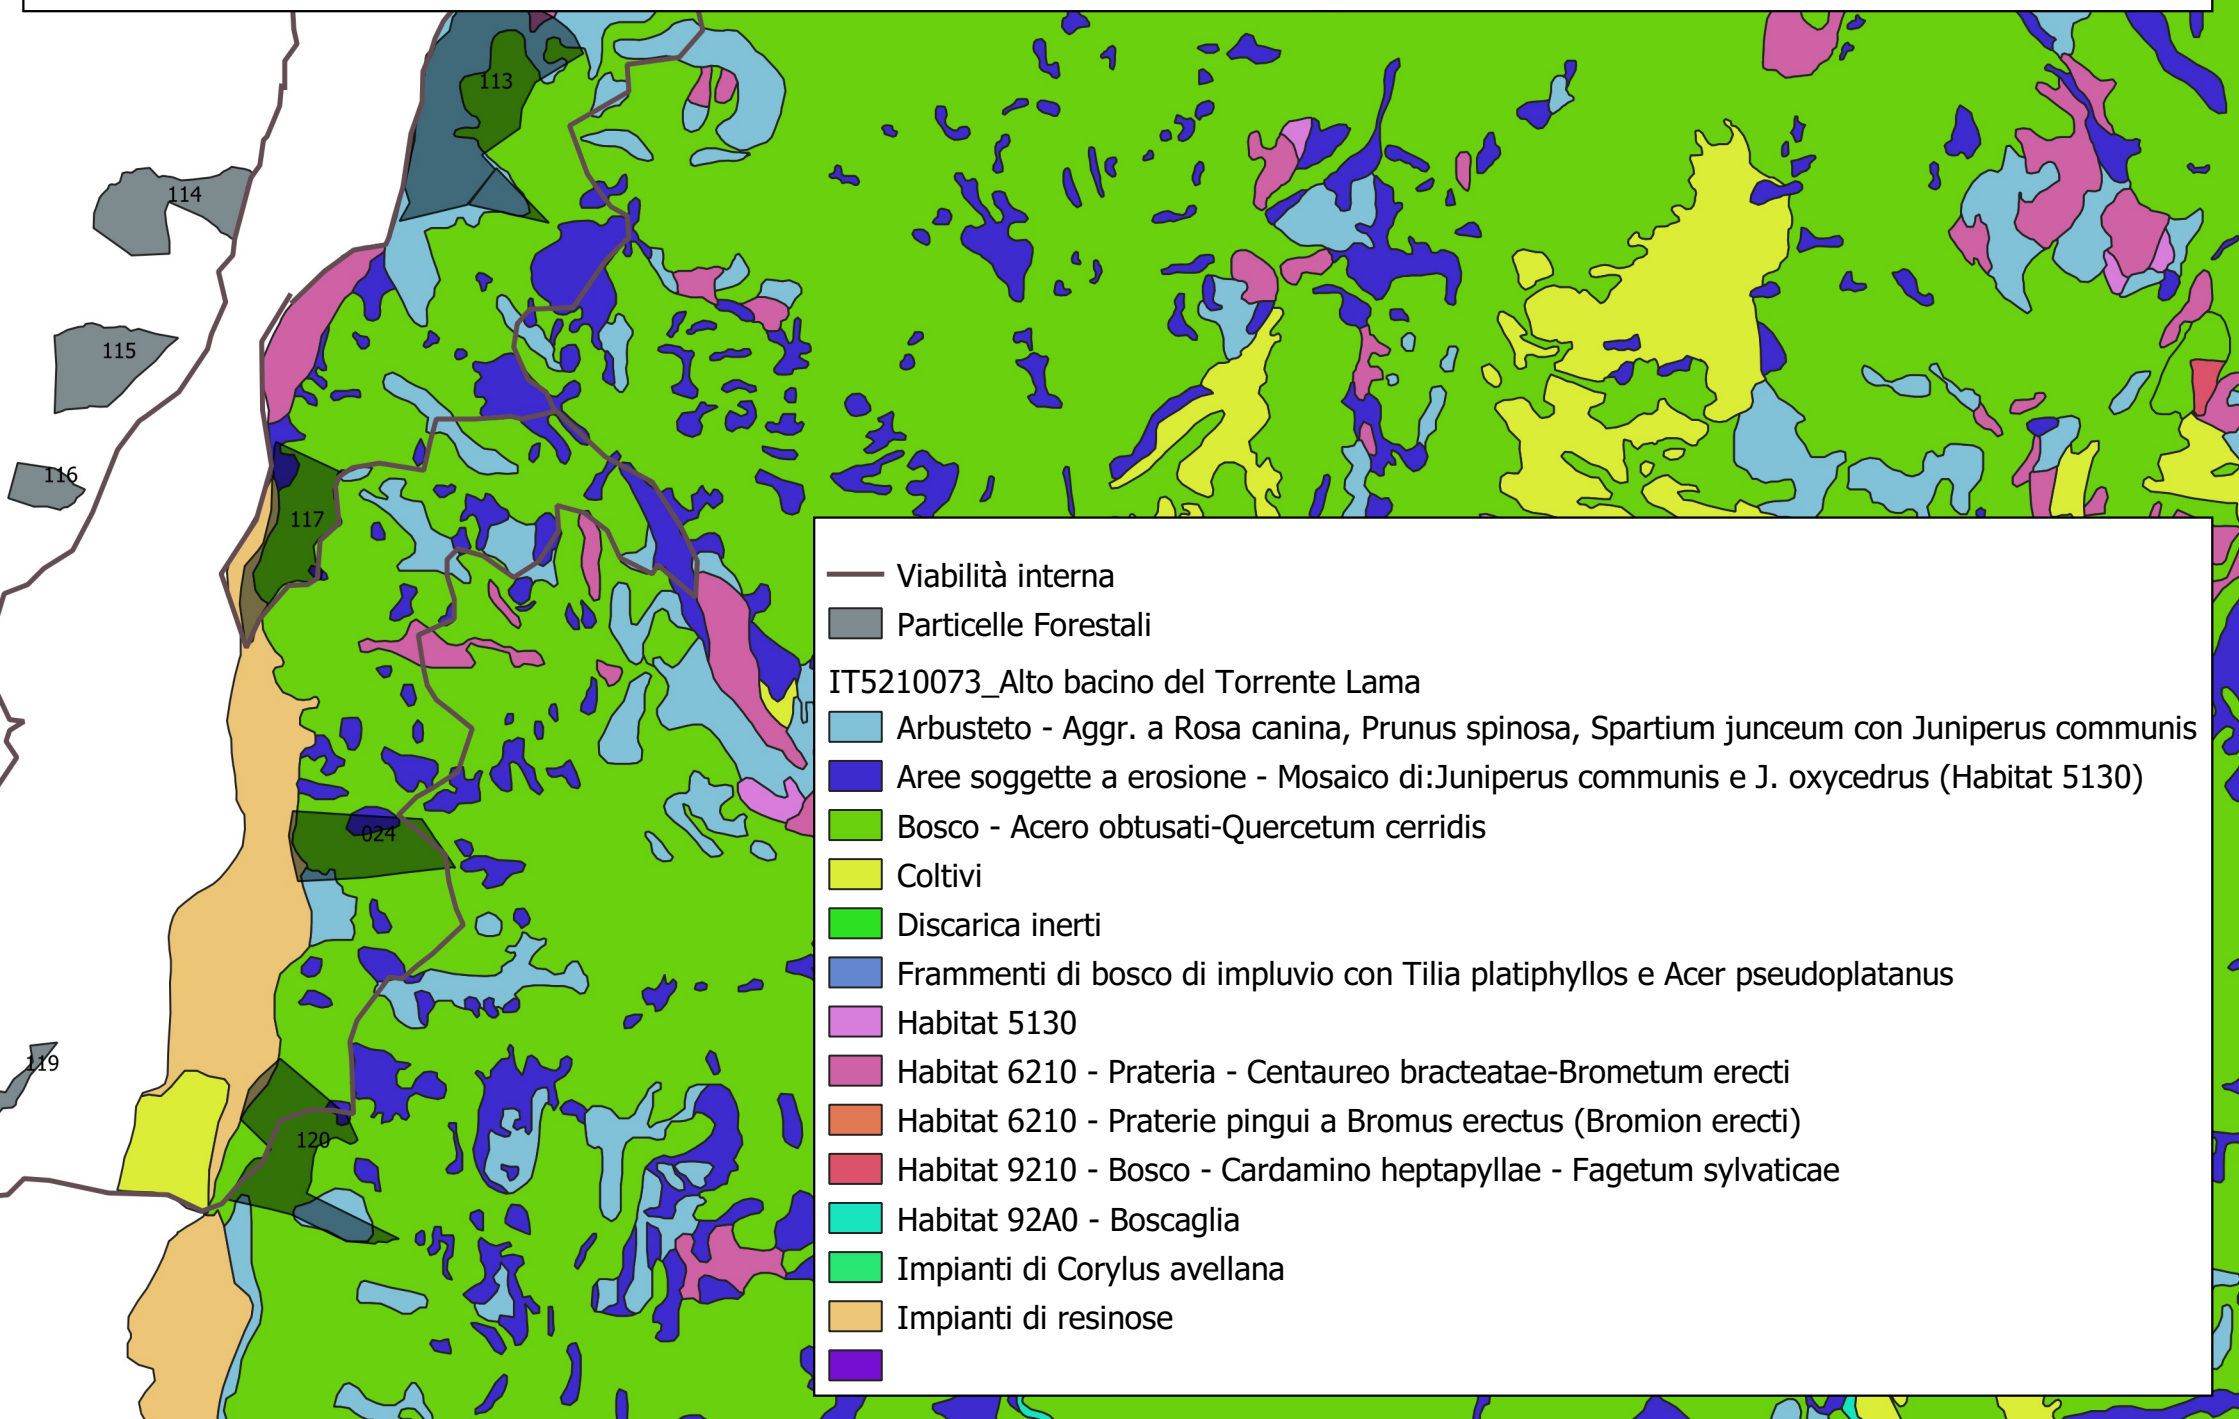 113
114
115
116
117
024
119
120
Viabilità interna
Particelle Forestali
IT5210073_Alto bacino del Torrente Lama
Arbusteto - Aggr. a Rosa canina, Prunus spinosa, Spartium junceum con Juniperus communis
Aree soggette a erosione - Mosaico di:Juniperus communis e J. oxycedrus (Habitat 5130)
Bosco - Acero obtusati-Quercetum cerridis
Coltivi
Discarica inerti
Frammenti di bosco di impluvio con Tilia platiphyllos e Acer pseudoplatanus
Habitat 5130
Habitat 6210 - Prateria - Centaureo bracteatae-Brometum erecti
Habitat 6210 - Praterie pingui a Bromus erectus (Bromion erecti)
Habitat 9210 - Bosco - Cardamino heptapyllae - Fagetum sylvaticae
Habitat 92A0 - Boscaglia
Impianti di Corylus avellana
Impianti di resinose